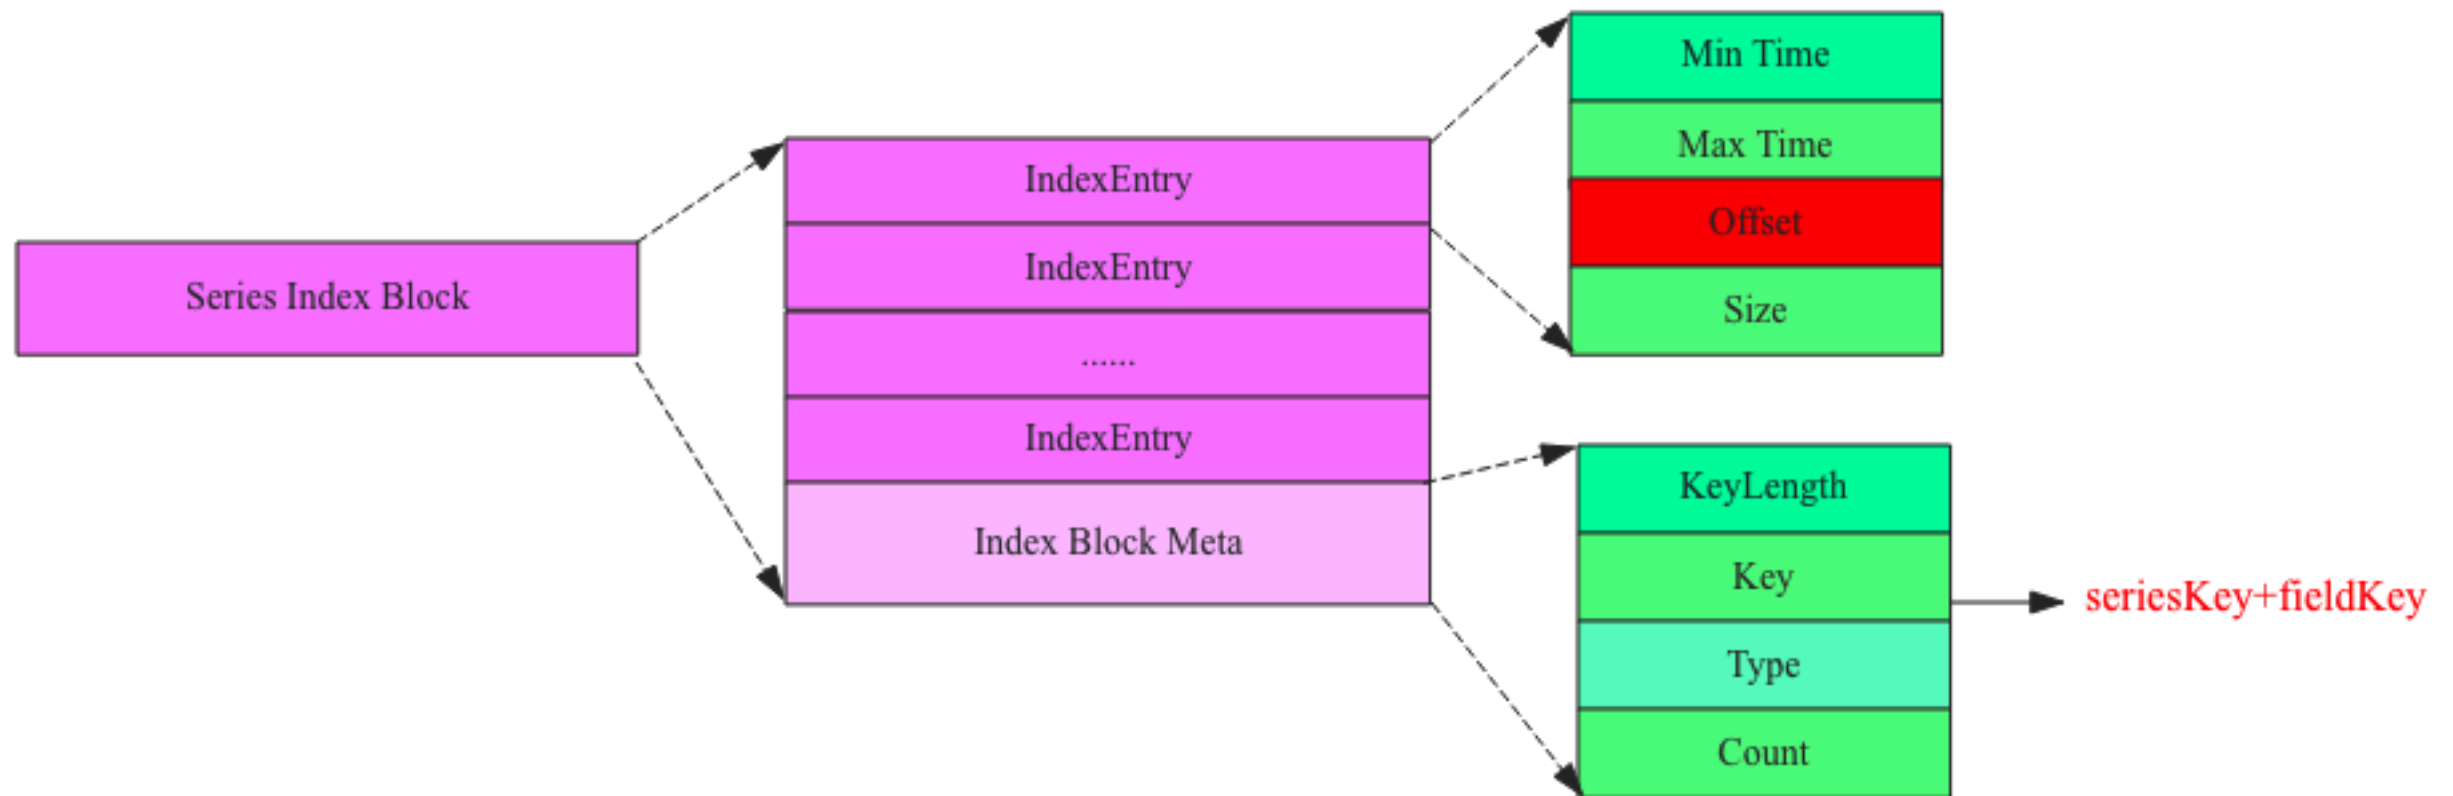 Series Index Block
IndexEntry
IndexEntry
......
IndexEntry
Index Block Meta
Min Time
Max Time
Offset
Size
KeyLength
Key
Type
Count
seriesKey+fieldKey